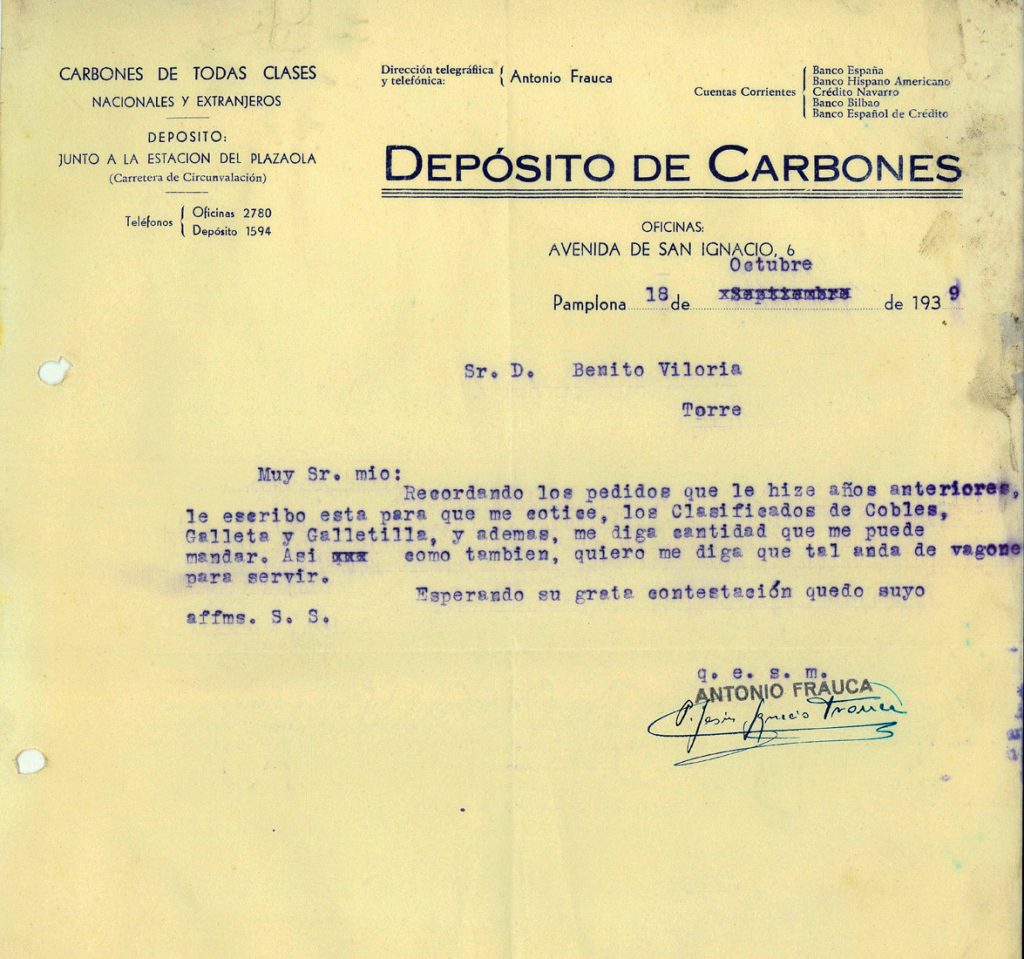 CARBONES DE TODAS CLASES
NACIONALES Y EXTRANJEROS
DEPOSITO:
JUNTO A LA ESTACION DEL PLAZAOLA
(Carretera de Circunvalación)
Teléfonos { Oficinas 2780
Depósito 1594
Dirección telegráfica
y telefónica: { Antonio Frauca
Cuentas Corrientes { Banco España
Banco Hispano Americano
Crédito Navarro
Banco Bilbao
Banco Español de Crédito
DEPÓSITO DE CARBONES
OFICINAS:
AVENIDA DE SAN IGNACIO, 6
Octubre
Pamplona 18 de xSeptiembre de 1939
Sr. D. Benito Viloria
Torre
Muy Sr. mio:
Recordando los pedidos que le hize años anteriores,
le escribo esta para que me cotice, los Clasificados de Cobles,
Galleta y Galletilla, y ademas, me diga cantidad que me puede
mandar. Asi xxx como tambien, quiero me diga que tal anda de vagone
para servir.
Esperando su grata contestación quedo suyo
affms. S. S.
q. e. s. m.
ANTONIO FRAUCA
P. Jesús Ignacio Frauca